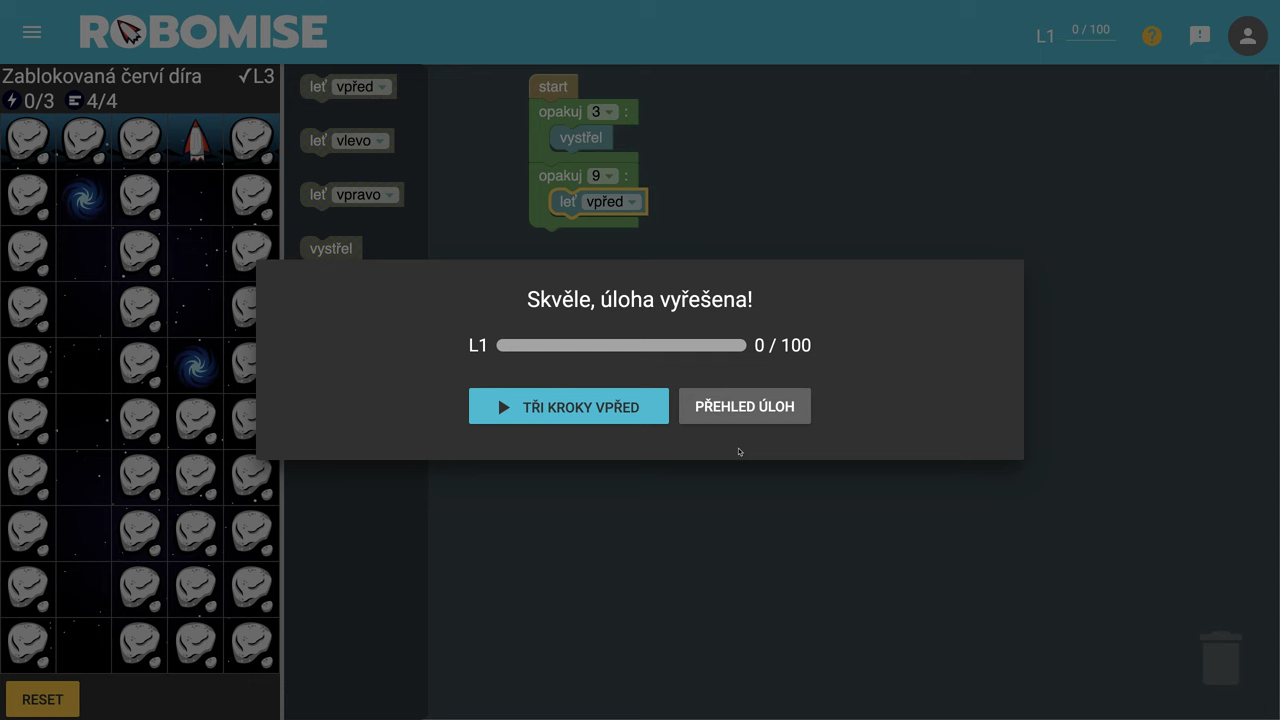 ROBOMISE
L1 0 / 100
?
Zablokovaná červí díra √L3
0/3 4/4
leť vpřed
leť vlevo
leť vpravo
vystřel
start
opakuj 3 :
vystřel
opakuj 9 :
leť vpřed
Skvěle, úloha vyřešena!
L1 0 / 100
TŘI KROKY VPŘED
PŘEHLED ÚLOH
RESET